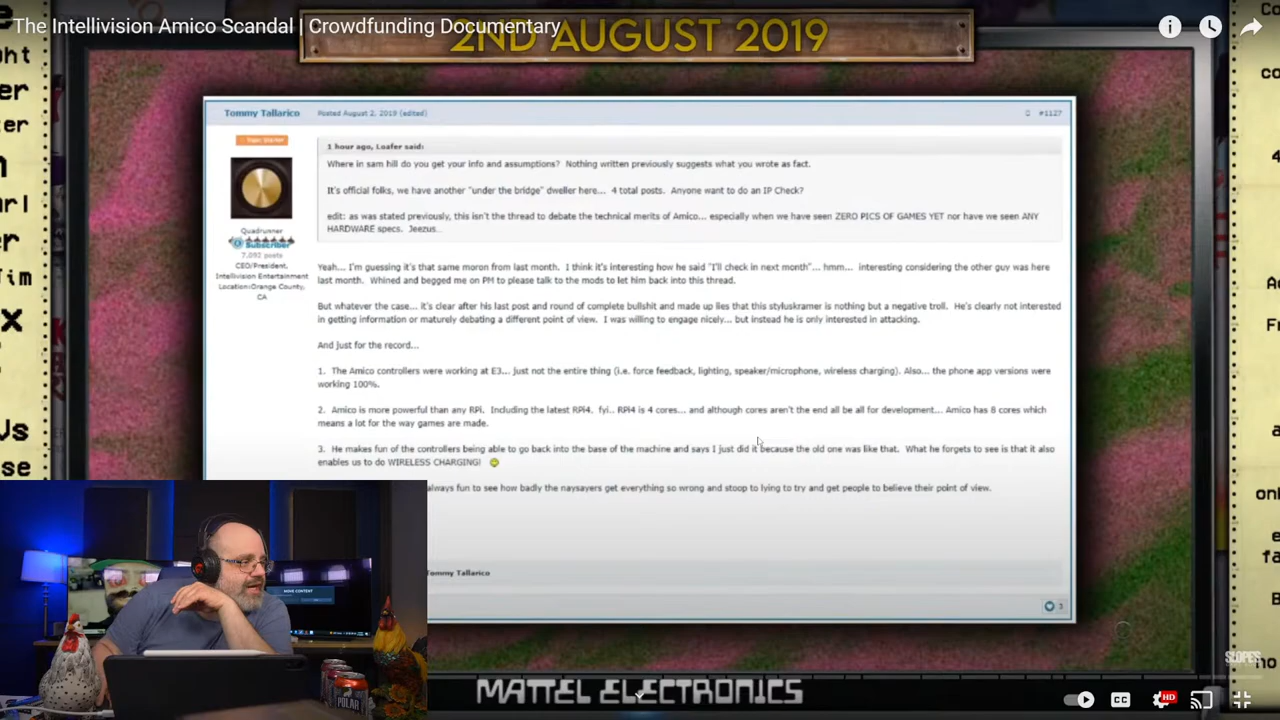 The Intellivision Amico Scandal | Crowdfunding Documentary
2ND AUGUST 2019
Tommy Tallarico
Posted August 2, 2019 (edited)
#1127
1 hour ago, Loafer said:
Where in sam hill do you get your info and assumptions? Nothing written previously suggests what you wrote as fact.
It's official folks, we have another "under the bridge" dweller here... 4 total posts. Anyone want to do an IP Check?
edit: as was stated previously, this isn't the thread to debate the technical merits of Amico... especially when we have seen ZERO PICS OF GAMES YET nor have we seen ANY
HARDWARE specs. Jeezus...
Quadrunner
Subscriber
7,092 posts
CEO/President,
Intellivision Entertainment
Location:Orange County,
CA
Yeah... I'm guessing it's that same moron from last month. I think it's interesting how he said "I'll check in next month"... hmm... interesting considering the other guy was here
last month. Whined and begged me on PM to please talk to the mods to let him back into this thread.
But whatever the case... it's clear after his last post and round of complete bullshit and made up lies that this styluskramer is nothing but a negative troll. He's clearly not interested
in getting information or maturely debating a different point of view. I was willing to engage nicely... but instead he is only interested in attacking.
And just for the record...
1. The Amico controllers were working at E3... just not the entire thing (i.e. force feedback, lighting, speaker/microphone, wireless charging). Also... the phone app versions were
working 100%.
2. Amico is more powerful than any RPi. Including the latest RPi4. fyi.. RPi4 is 4 cores... and although cores aren't the end all be all for development... Amico has 8 cores which
means a lot for the way games are made.
3. He makes fun of the controllers being able to go back into the base of the machine and says I just did it because the old one was like that. What he forgets to see is that it also
enables us to do WIRELESS CHARGING!
always fun to see how badly the naysayers get everything so wrong and stoop to lying to try and get people to believe their point of view.
Tommy Tallarico
3
MATTEL ELECTRONICS
SLOPES
POLAR
MOVE CONTENT
CC
HD